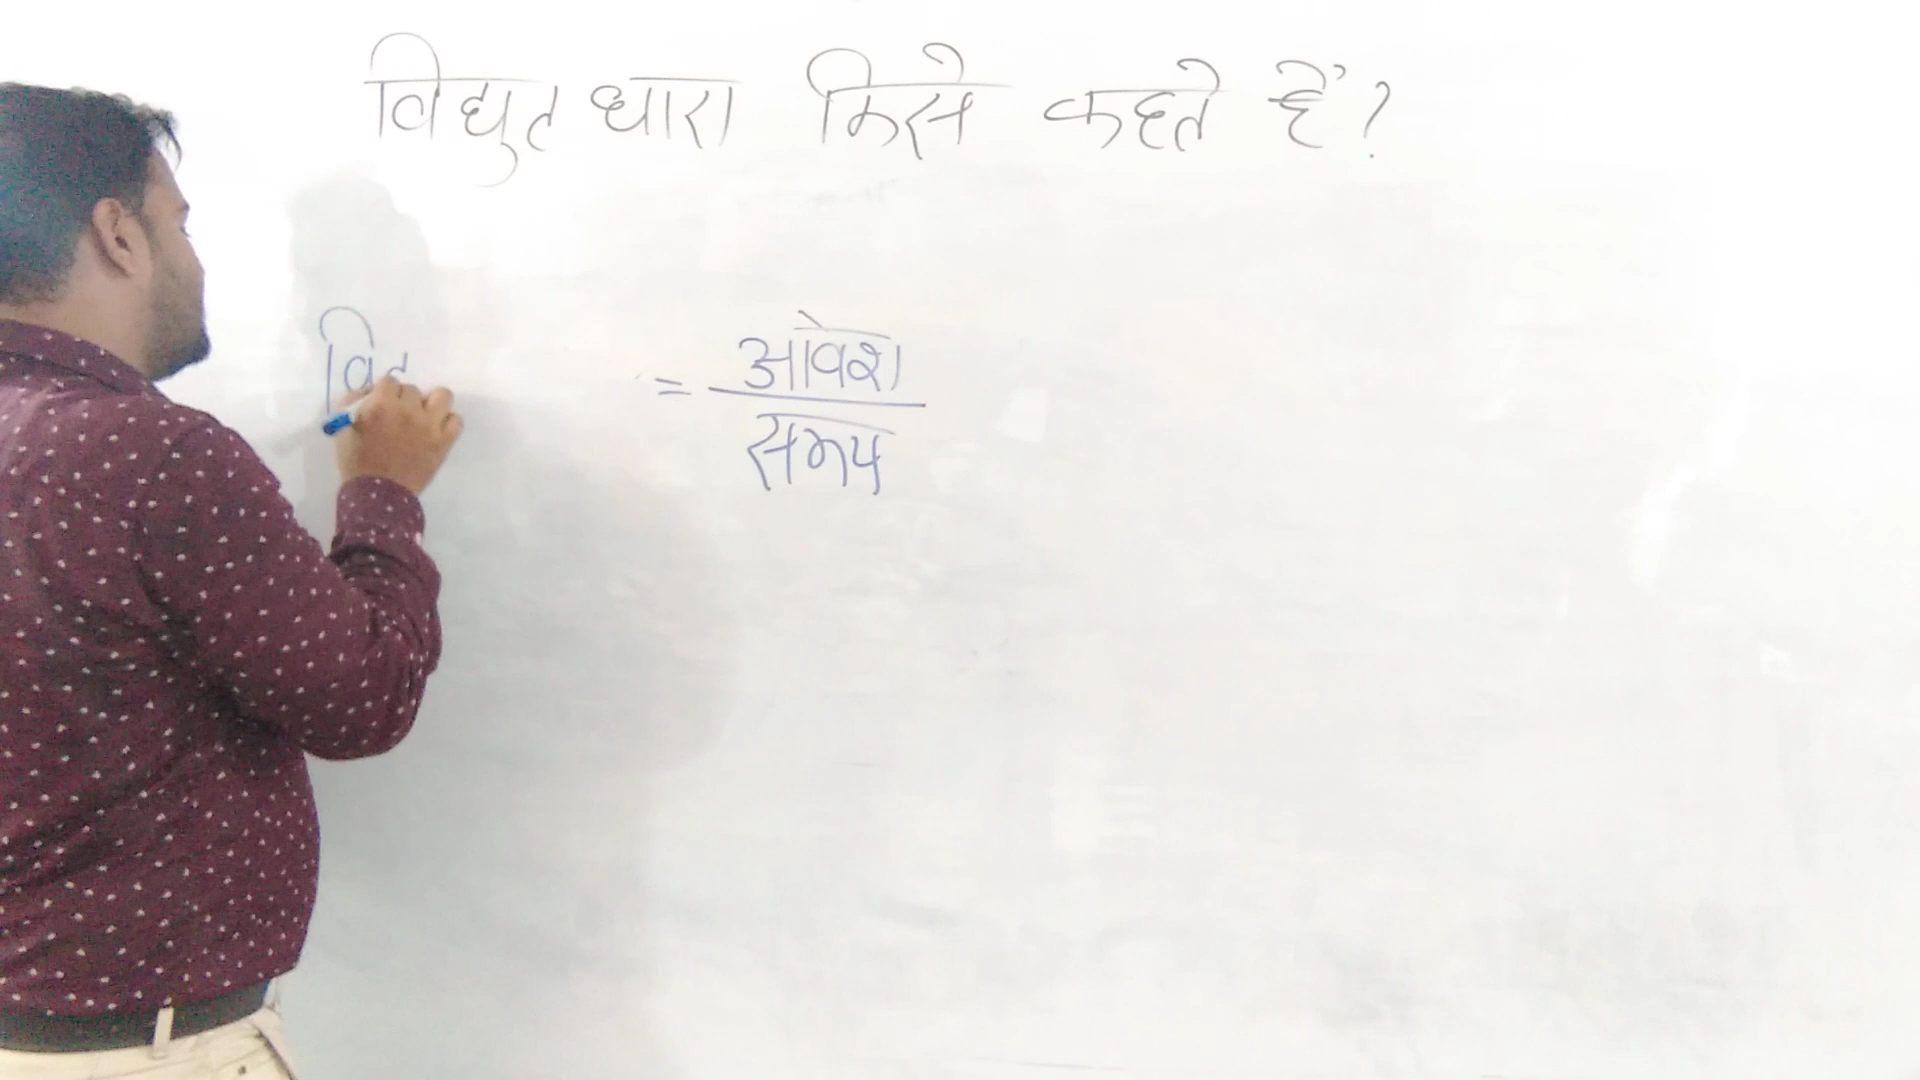 विद्युत धारा किसे कहते हैं?
= आवेश
समय